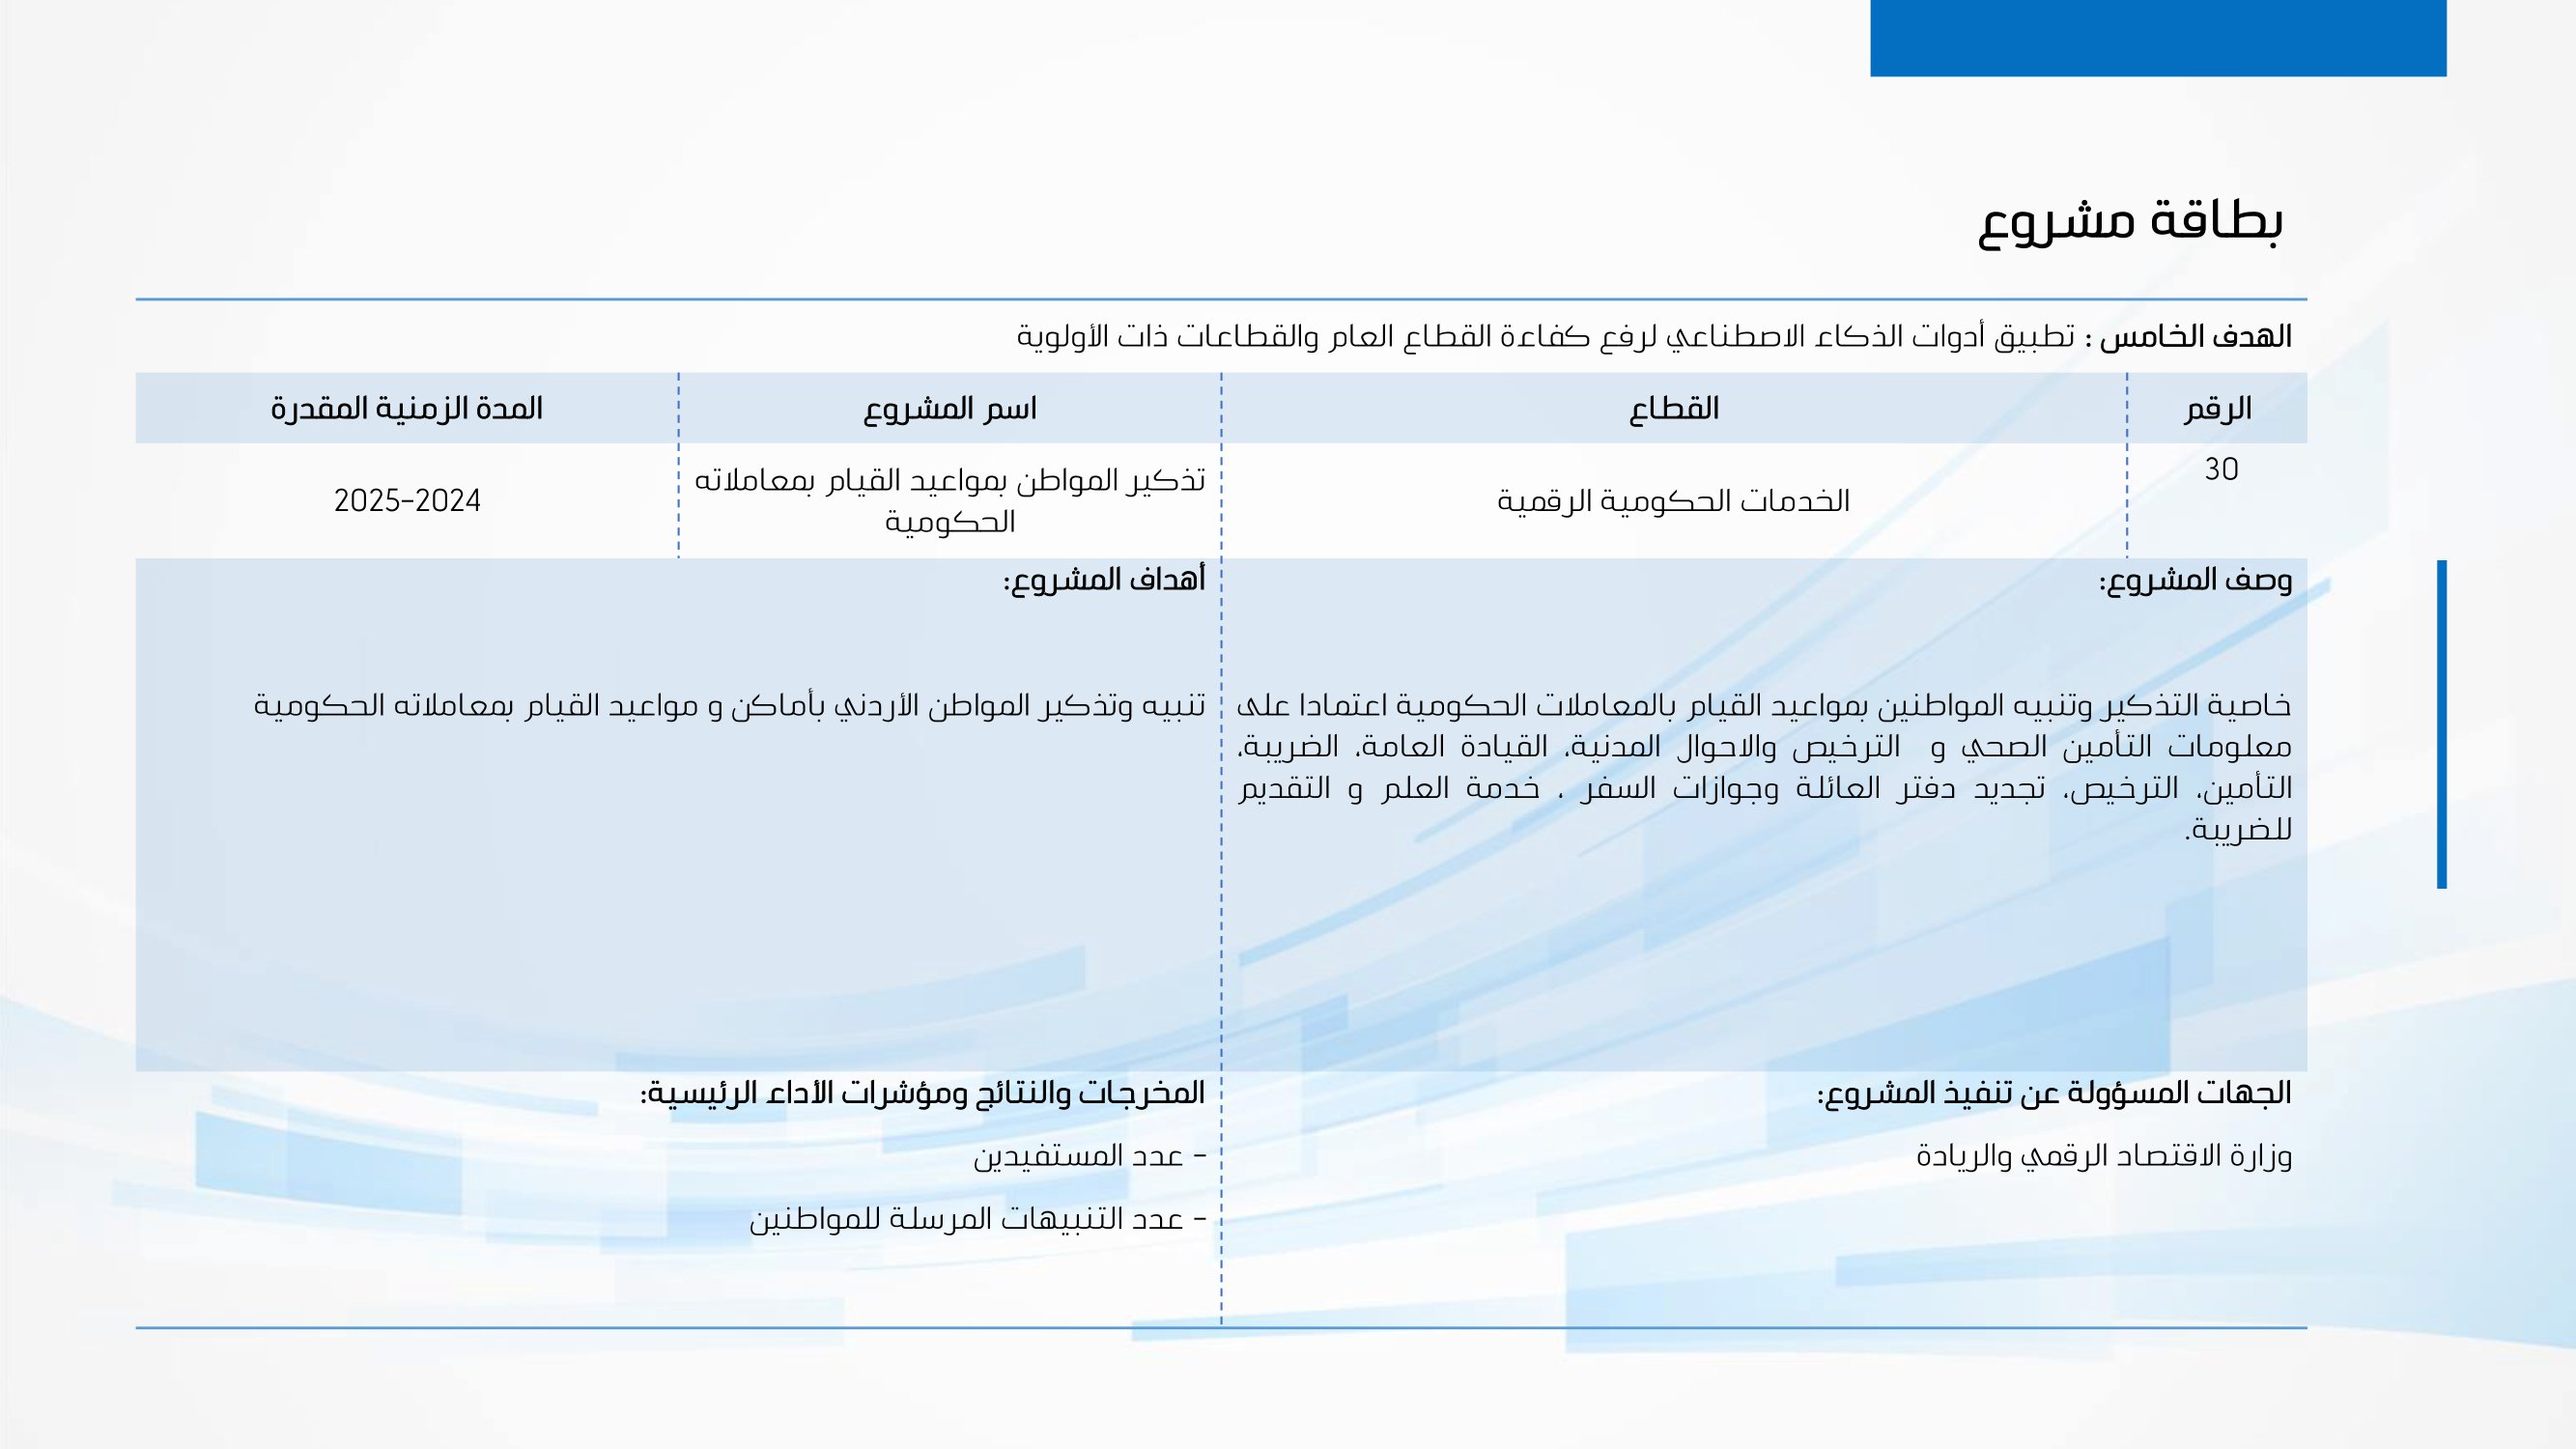 بطاقة مشروع
الهدف الخامس : تطبيق أدوات الذكاء الاصطناعي لرفع كفاءة القطاع العام والقطاعات ذات الأولوية
الرقم
القطاع
اسم المشروع
المدة الزمنية المقدرة
30
الخدمات الحكومية الرقمية
تذكير المواطن بمواعيد القيام بمعاملاته
الحكومية
2025-2024
وصف المشروع:
خاصية التذكير وتنبيه المواطنين بمواعيد القيام بالمعاملات الحكومية اعتمادا على
معلومات التأمين الصحي و الترخيص والاحوال المدنية، القيادة العامة، الضريبة،
التأمين، الترخيص، تجديد دفتر العائلة وجوازات السفر ، خدمة العلم و التقديم
للضريبة.
أهداف المشروع:
تنبيه وتذكير المواطن الأردني بأماكن و مواعيد القيام بمعاملاته الحكومية
الجهات المسؤولة عن تنفيذ المشروع:
وزارة الاقتصاد الرقمي والريادة
المخرجات والنتائج ومؤشرات الأداء الرئيسية:
- عدد المستفيدين
- عدد التنبيهات المرسلة للمواطنين